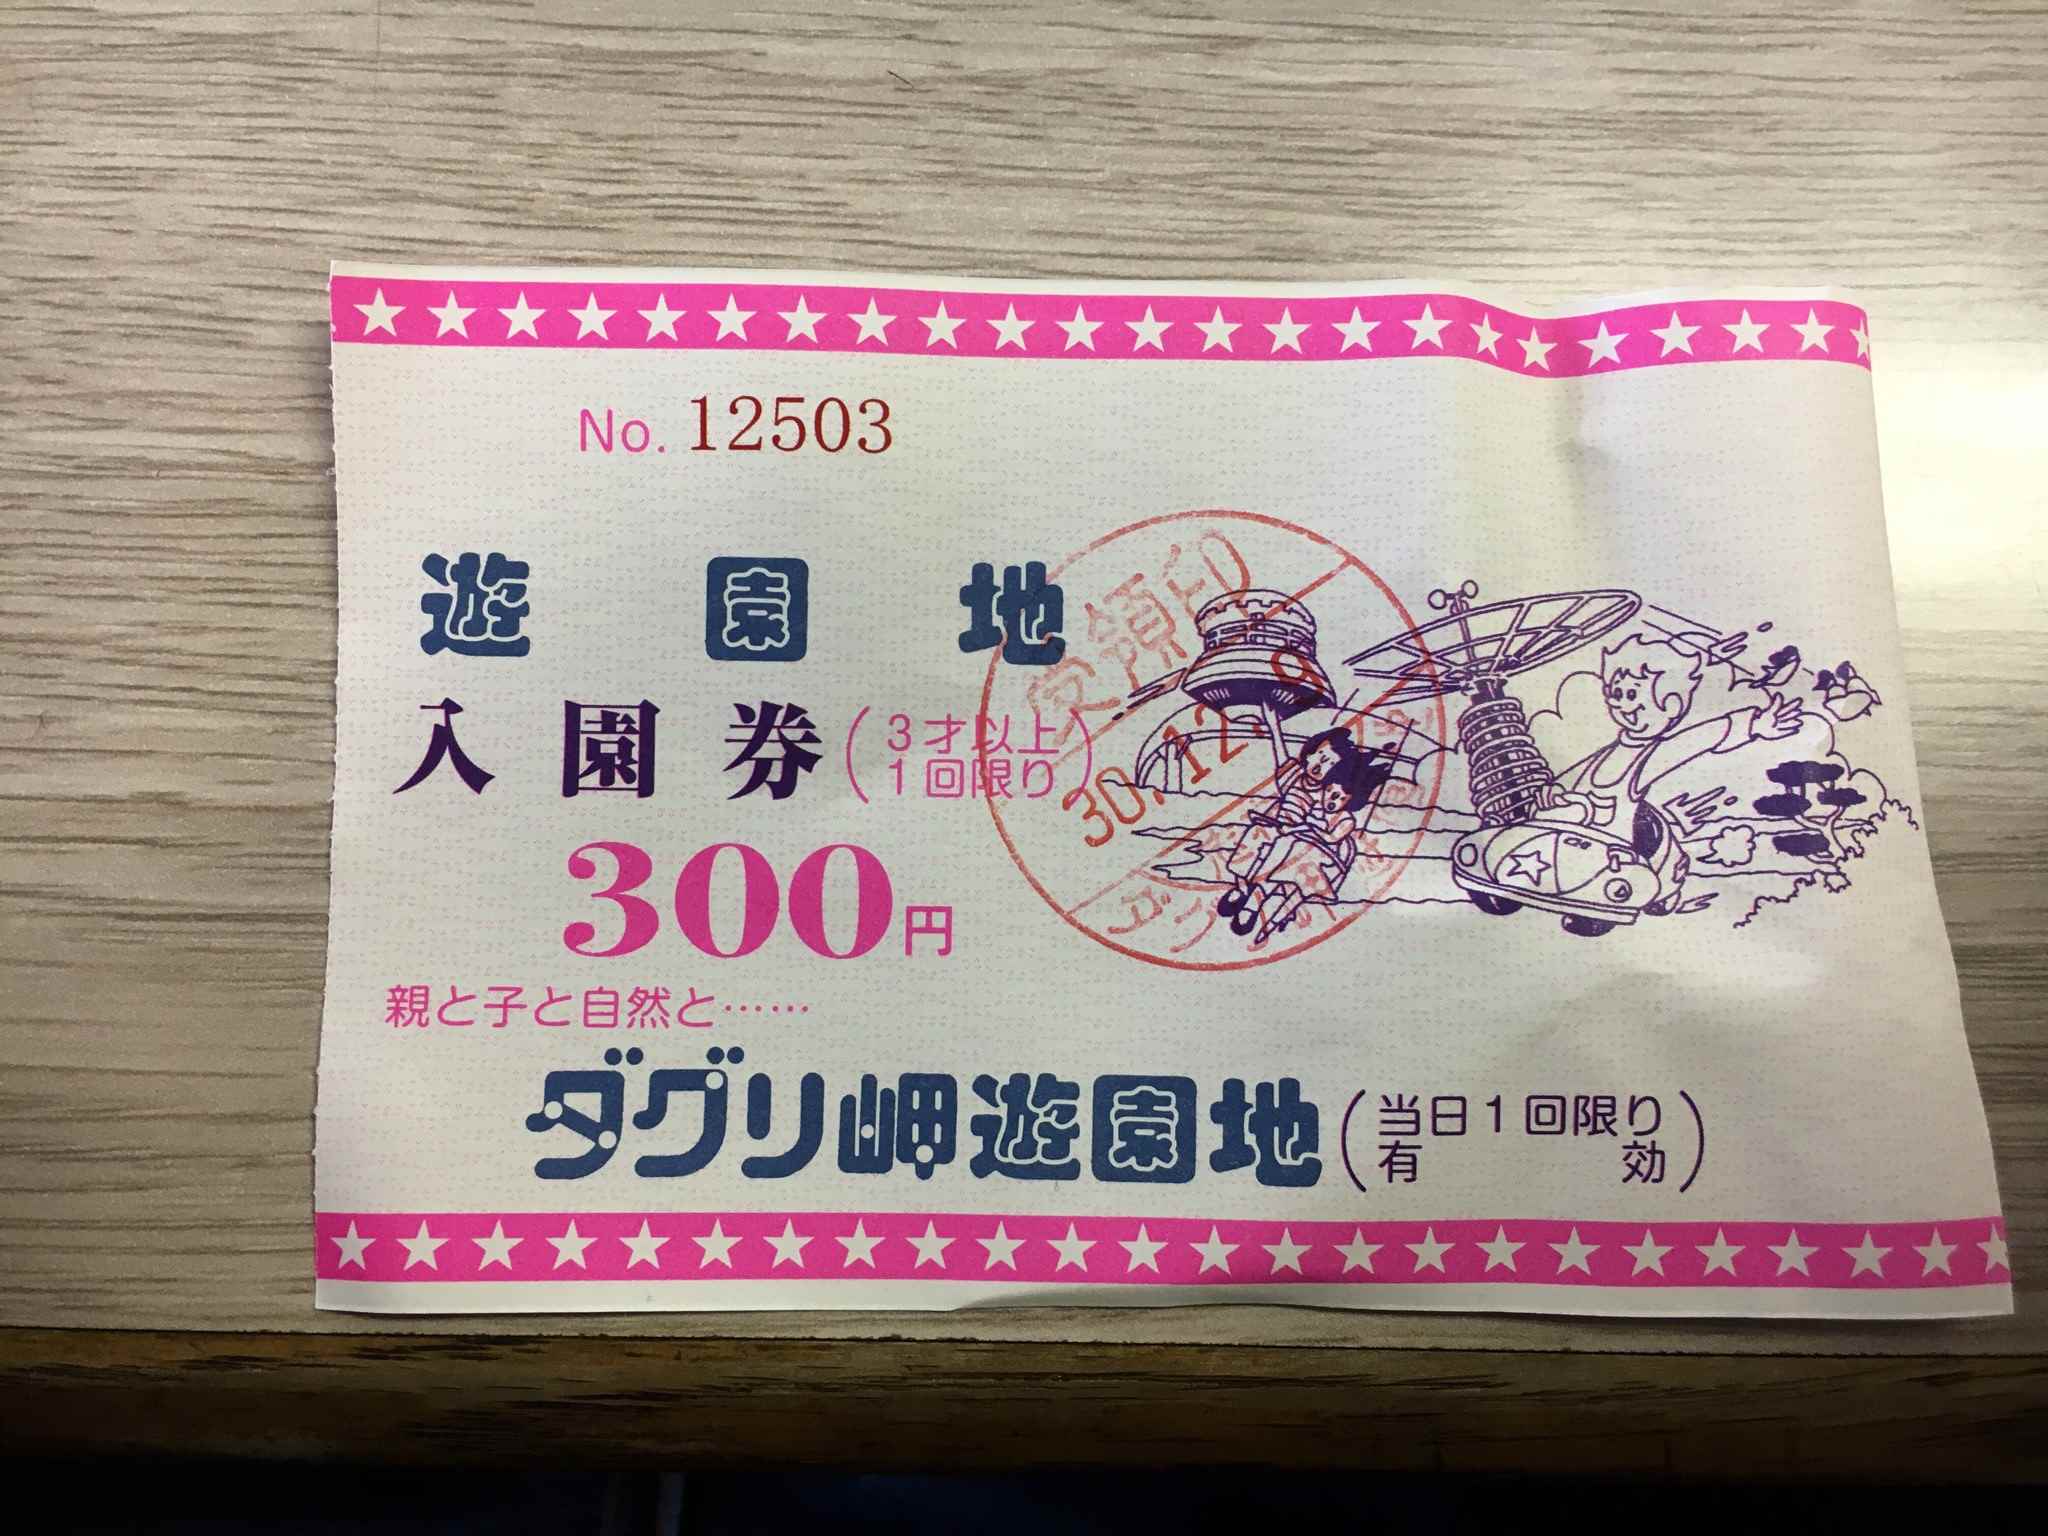 No. 12503
遊園地
入園券(3才以上
1回限り)
300円
受領印
30.12.9
親と子と自然と……
ダグリ岬遊園地(当日1回限り
有効)